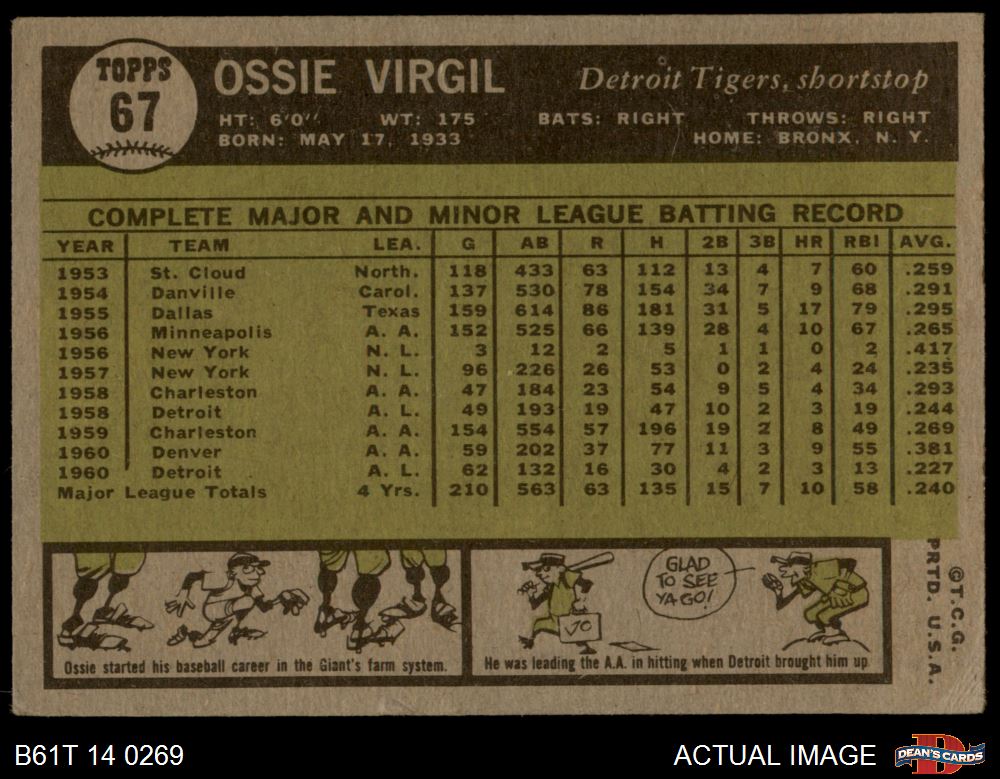 TOPPS
67
OSSIE VIRGIL
Detroit Tigers, shortstop
HT: 6'0" WT: 175 BATS: RIGHT THROWS: RIGHT
BORN: MAY 17, 1933 HOME: BRONX, N. Y.
COMPLETE MAJOR AND MINOR LEAGUE BATTING RECORD
YEAR TEAM LEA. G AB R H 2B 3B HR RBI AVG.
1953 St. Cloud North. 118 433 63 112 13 4 7 60 .259
1954 Danville Carol. 137 530 78 154 34 7 9 68 .291
1955 Dallas Texas 159 614 86 181 31 5 17 79 .295
1956 Minneapolis A. A. 152 525 66 139 28 4 10 67 .265
1956 New York N. L. 3 12 2 5 1 1 0 2 .417
1957 New York N. L. 96 226 26 53 0 2 4 24 .235
1958 Charleston A. A. 47 184 23 54 9 5 4 34 .293
1958 Detroit A. L. 49 193 19 47 10 2 3 19 .244
1959 Charleston A. A. 154 554 57 196 19 2 8 49 .269
1960 Denver A. A. 59 202 37 77 11 3 9 55 .381
1960 Detroit A. L. 62 132 16 30 4 2 3 13 .227
Major League Totals 4 Yrs. 210 563 63 135 15 7 10 58 .240
Ossie started his baseball career in the Giant's farm system.
GLAD
TO SEE
YA GO!
He was leading the A.A. in hitting when Detroit brought him up
©T.C.G.
PRTD. U.S.A.
B61T 14 0269
ACTUAL IMAGE
DEAN'S CARDS